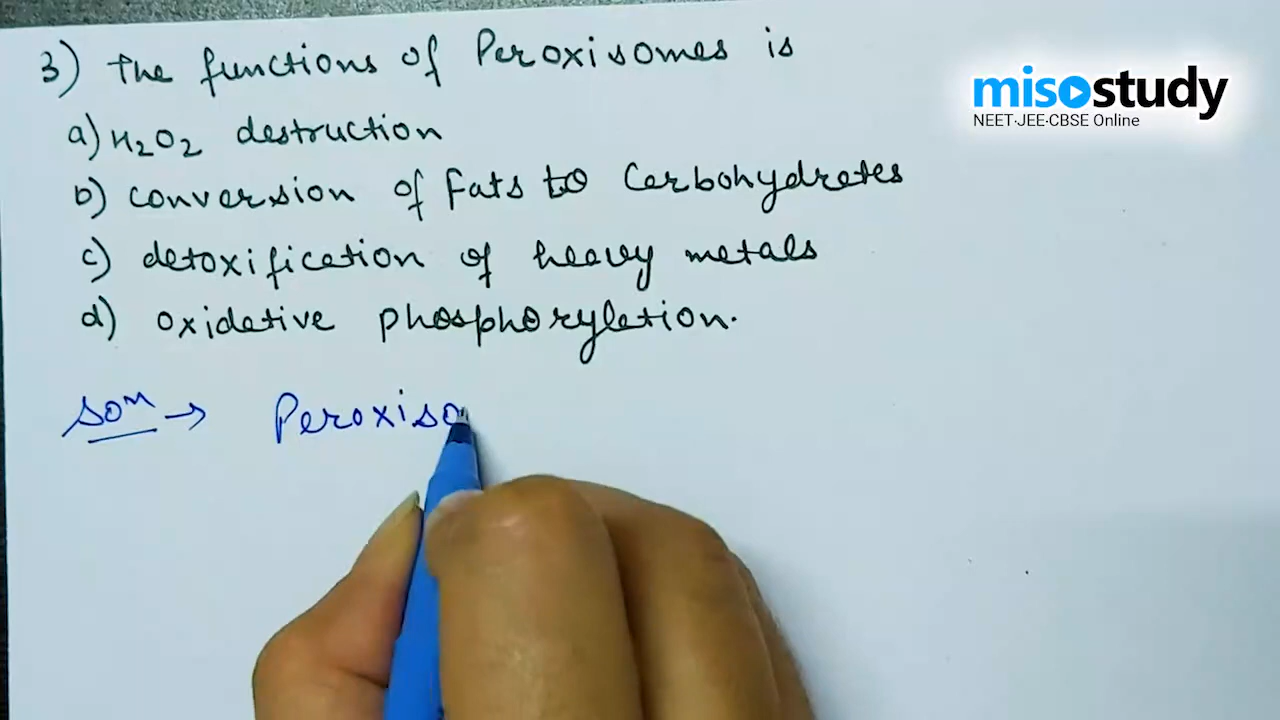 3) The functions of Peroxisomes is
a) H2O2 destruction
b) conversion of Fats to Carbohydrates
c) detoxification of heavy metals
d) oxidative phosphorylation.
Som → Peroxiso
misostudy
NEET·JEE·CBSE Online